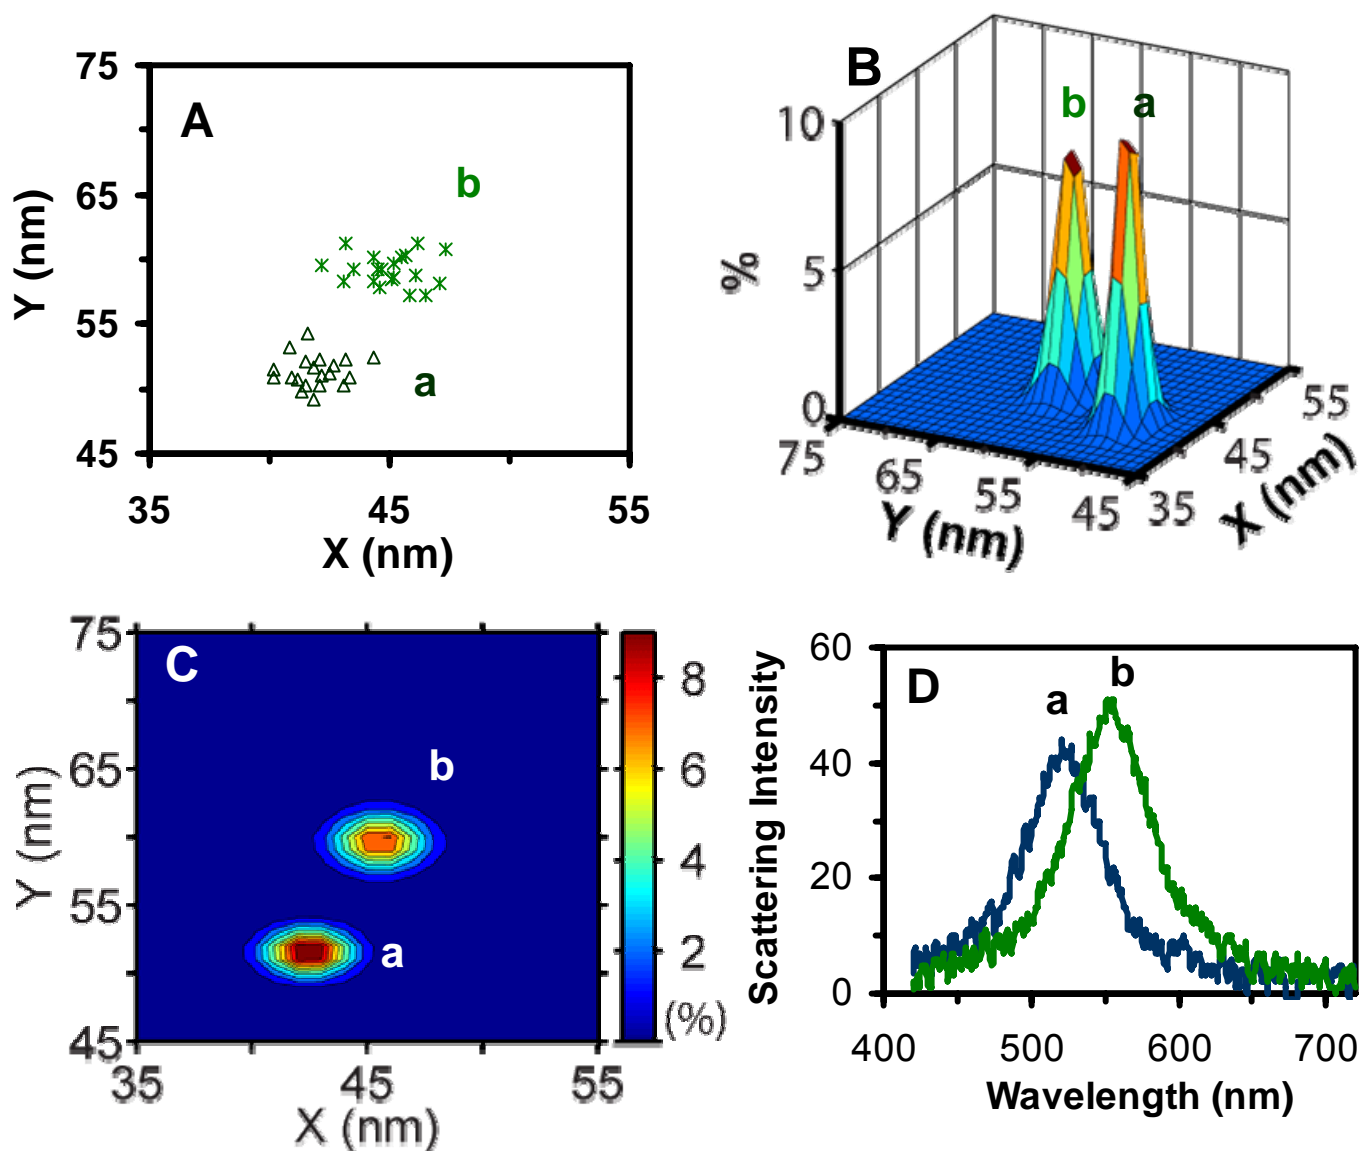 A
75
65
55
45
Y (nm)
b
a
35 45 55
X (nm)
B
b a
10
5
0
%
75 65 55 45
Y (nm)
35 45 55
X (nm)
C
75
65
55
45
Y (nm)
b
a
35 45 55
X (nm)
8
6
4
2
(%)
D
60
40
20
0
Scattering Intensity
a b
400 500 600 700
Wavelength (nm)